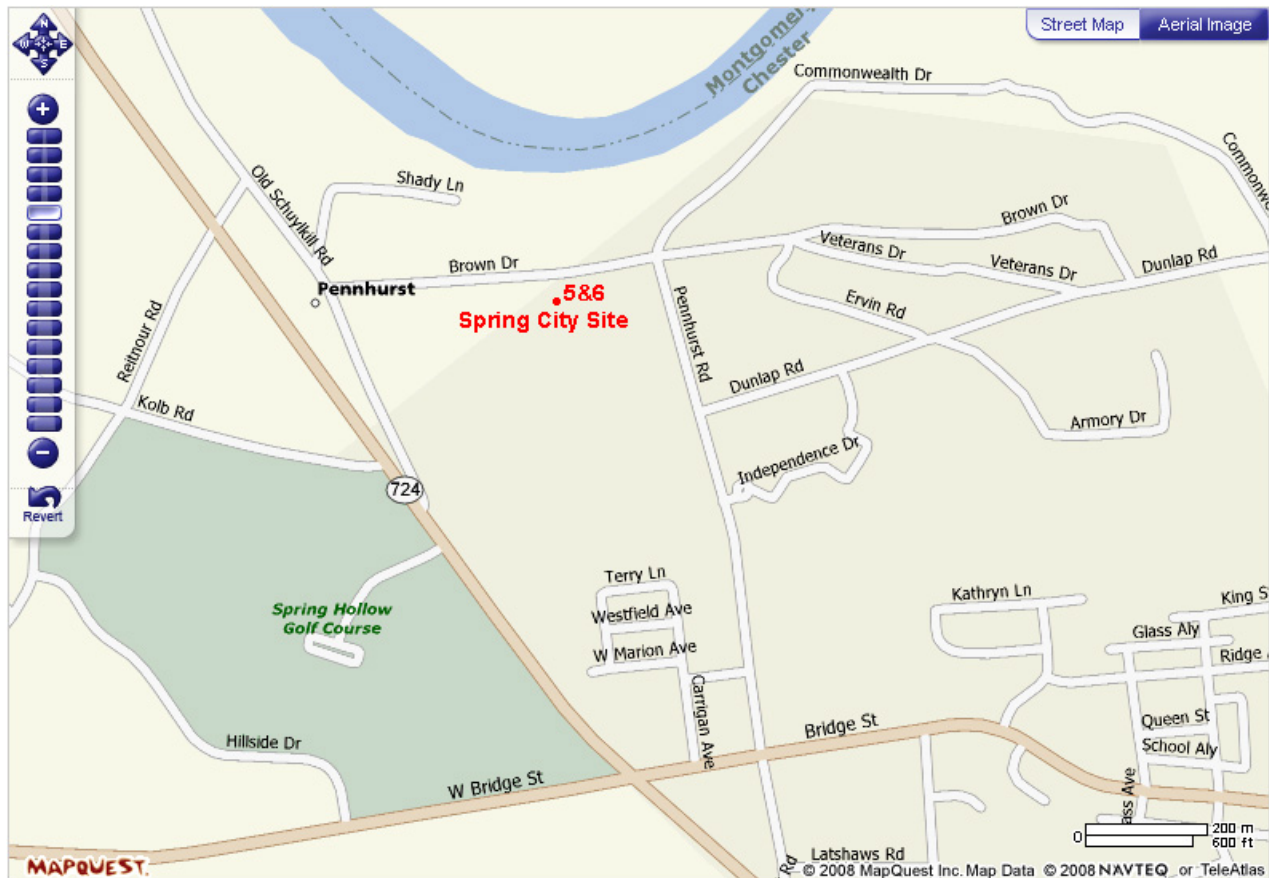 N
W
E
S
Street Map
Aerial Image
Montgomery
Chester
Commonwealth Dr
Commonwe
Shady Ln
Old Schuylkill Rd
Brown Dr
Brown Dr
Veterans Dr
Veterans Dr
Dunlap Rd
Pennhurst
5&6
Spring City Site
Ervin Rd
Reitnour Rd
Pennhurst Rd
Dunlap Rd
Kolb Rd
Armory Dr
Independence Dr
724
Revert
Terry Ln
Kathryn Ln
King S
Spring Hollow
Golf Course
Westfield Ave
Glass Aly
W Marion Ave
Ridge A
Carrigan Ave
Queen St
Bridge St
School Aly
Hillside Dr
W Bridge St
ass Ave
0
200 m
600 ft
Latshaws Rd
Rd
MAPQUEST.
© 2008 MapQuest Inc. Map Data © 2008 NAVTEQ or TeleAtlas